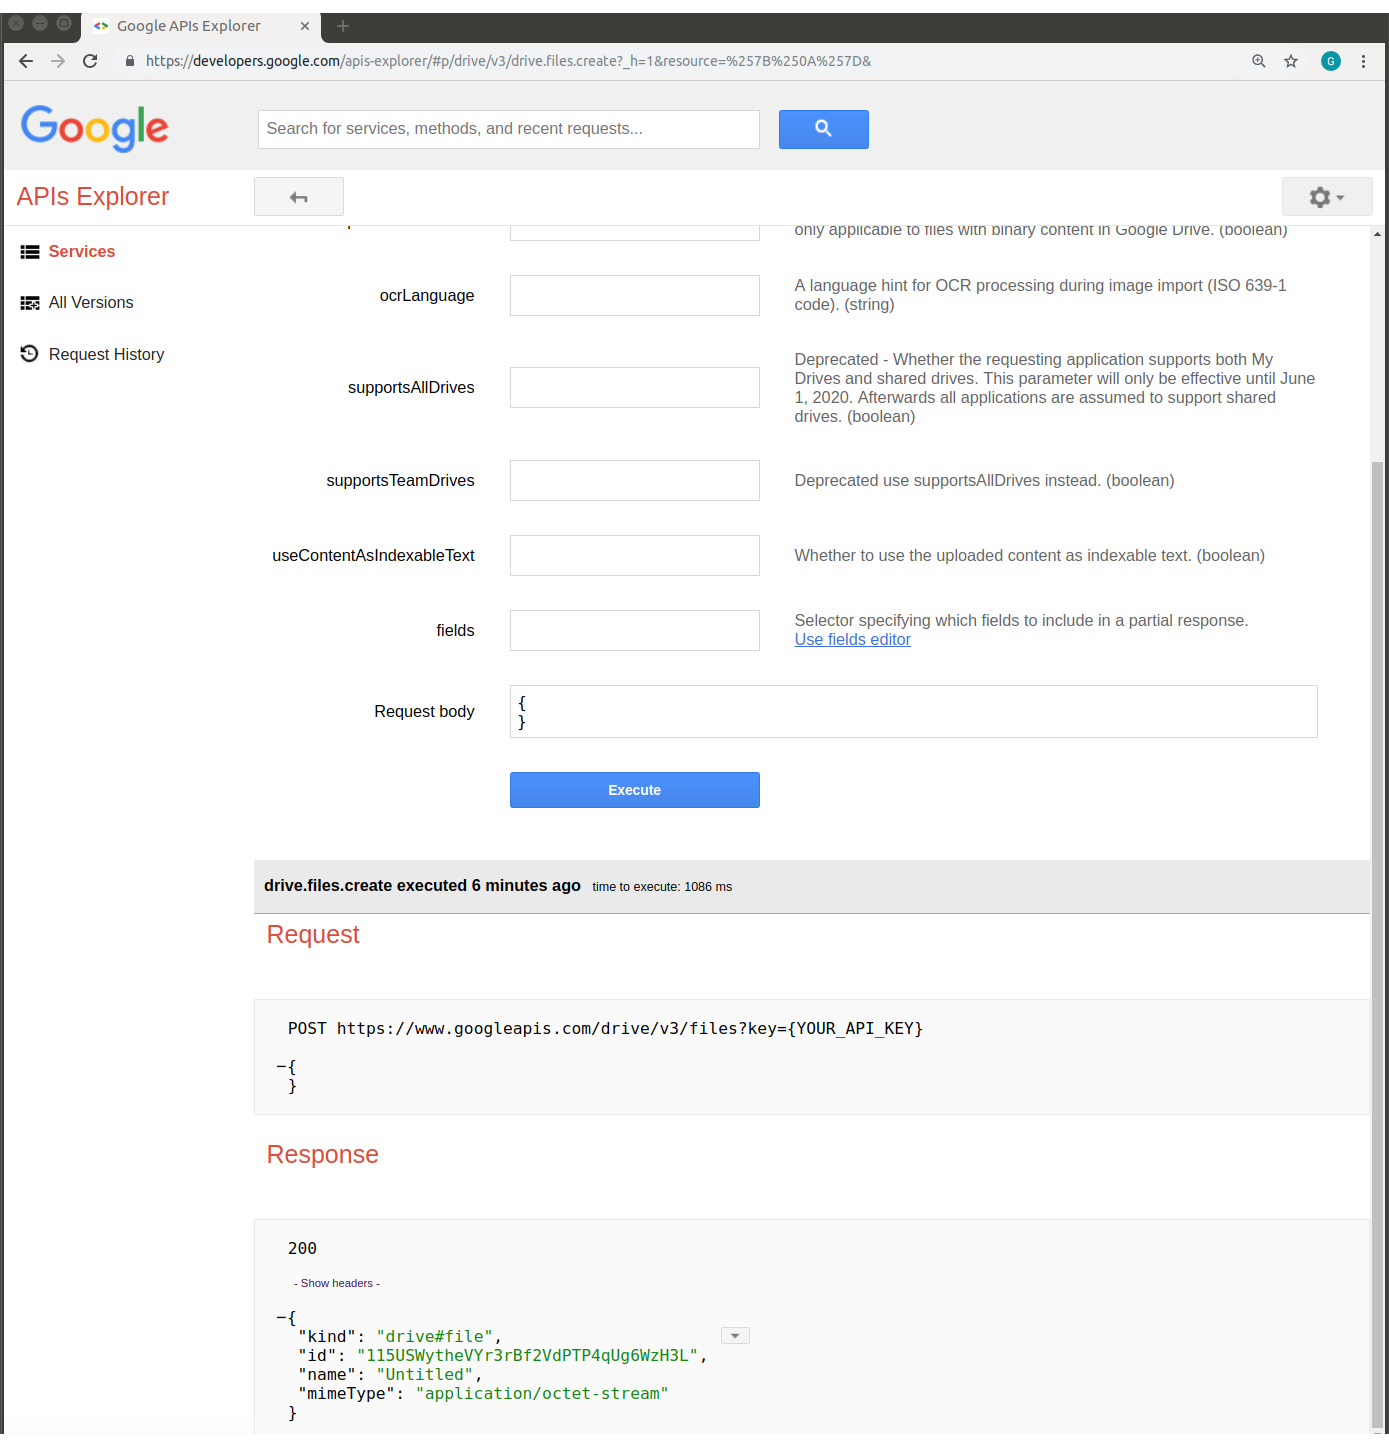 Google APIs Explorer
https://developers.google.com/apis-explorer/#p/drive/v3/drive.files.create?_h=1&resource=%257B%250A%257D&
G
Google
Search for services, methods, and recent requests...
APIs Explorer
Services
All Versions
Request History
only applicable to files with binary content in Google Drive. (boolean)
ocrLanguage
A language hint for OCR processing during image import (ISO 639-1
code). (string)
supportsAllDrives
Deprecated - Whether the requesting application supports both My
Drives and shared drives. This parameter will only be effective until June
1, 2020. Afterwards all applications are assumed to support shared
drives. (boolean)
supportsTeamDrives
Deprecated use supportsAllDrives instead. (boolean)
useContentAsIndexableText
Whether to use the uploaded content as indexable text. (boolean)
fields
Selector specifying which fields to include in a partial response.
Use fields editor
Request body
{
}
Execute
drive.files.create executed 6 minutes ago time to execute: 1086 ms
Request
POST https://www.googleapis.com/drive/v3/files?key={YOUR_API_KEY}
{
}
Response
200
- Show headers -
{
"kind": "drive#file",
"id": "115USWytheVYr3rBf2VdPTP4qUg6WzH3L",
"name": "Untitled",
"mimeType": "application/octet-stream"
}